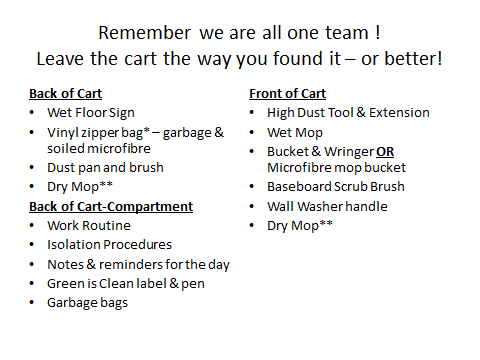 Remember we are all one team !
Leave the cart the way you found it – or better!
Back of Cart
• Wet Floor Sign
• Vinyl zipper bag* – garbage &
soiled microfibre
• Dust pan and brush
• Dry Mop**
Back of Cart-Compartment
• Work Routine
• Isolation Procedures
• Notes & reminders for the day
• Green is Clean label & pen
• Garbage bags
Front of Cart
• High Dust Tool & Extension
• Wet Mop
• Bucket & Wringer OR
Microfibre mop bucket
• Baseboard Scrub Brush
• Wall Washer handle
• Dry Mop**